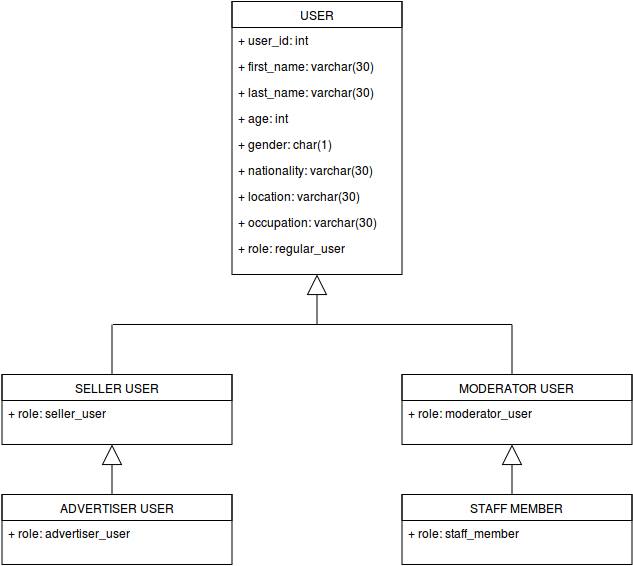 USER
+ user_id: int
+ first_name: varchar(30)
+ last_name: varchar(30)
+ age: int
+ gender: char(1)
+ nationality: varchar(30)
+ location: varchar(30)
+ occupation: varchar(30)
+ role: regular_user
SELLER USER
+ role: seller_user
MODERATOR USER
+ role: moderator_user
ADVERTISER USER
+ role: advertiser_user
STAFF MEMBER
+ role: staff_member